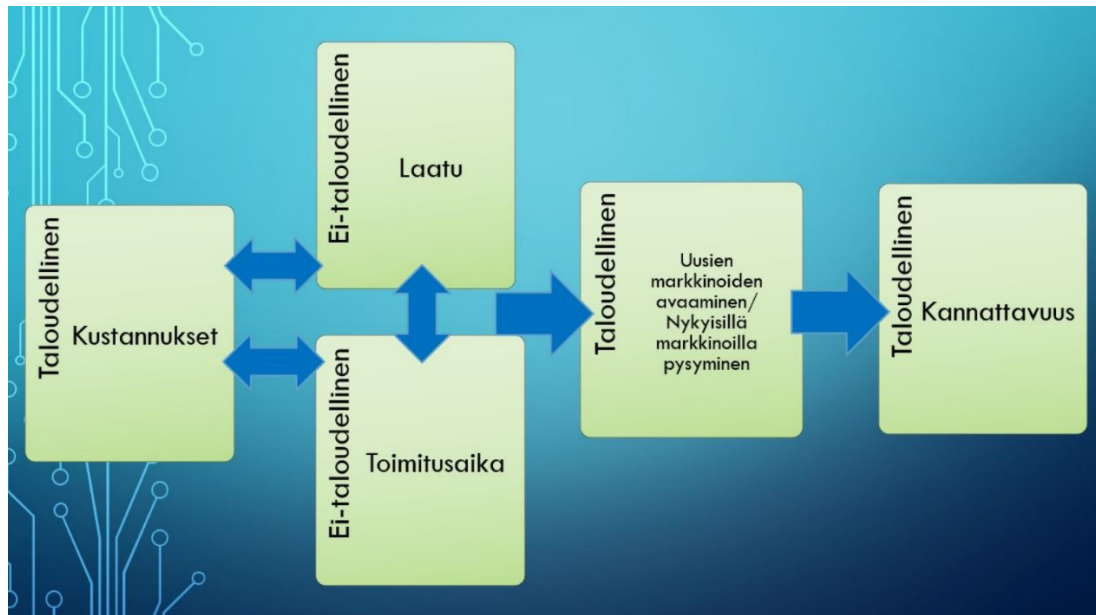 Taloudellinen
Kustannukset
Ei-taloudellinen
Laatu
Ei-taloudellinen
Toimitusaika
Taloudellinen
Uusien
markkinoiden
avaaminen/
Nykyisillä
markkinoilla
pysyminen
Taloudellinen
Kannattavuus